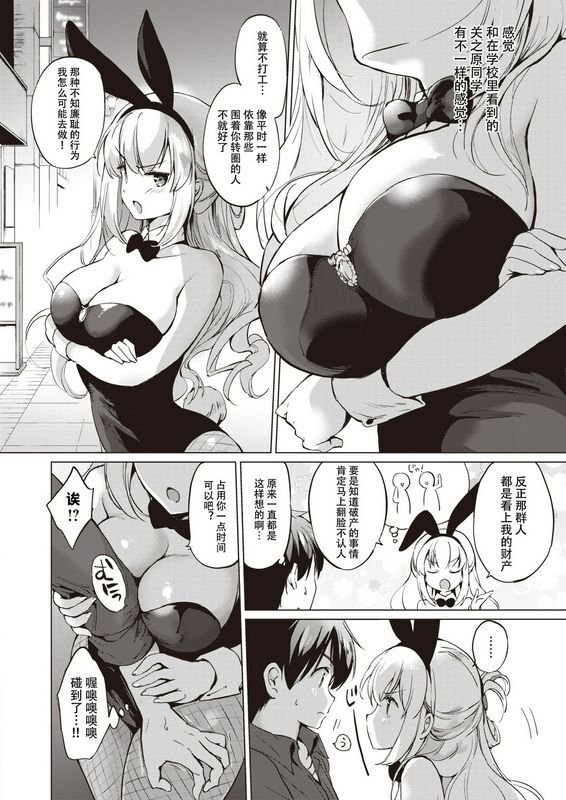 感觉
和在学校里看到的
关之原同学
有不一样的感觉…
就算不打工
像平时一样
依靠那些
围着你转圈的人
不就好了
那种不知廉耻的行为
我怎么可能去做！
反正那群人
都是看上我的财产
要是知道破产的事情
肯定马上翻脸不认人
原来一直都是
这样想的啊…
占用你一点时间
可以吧？
诶!?
むに
喔噢噢噢噢
碰到了…!!
……